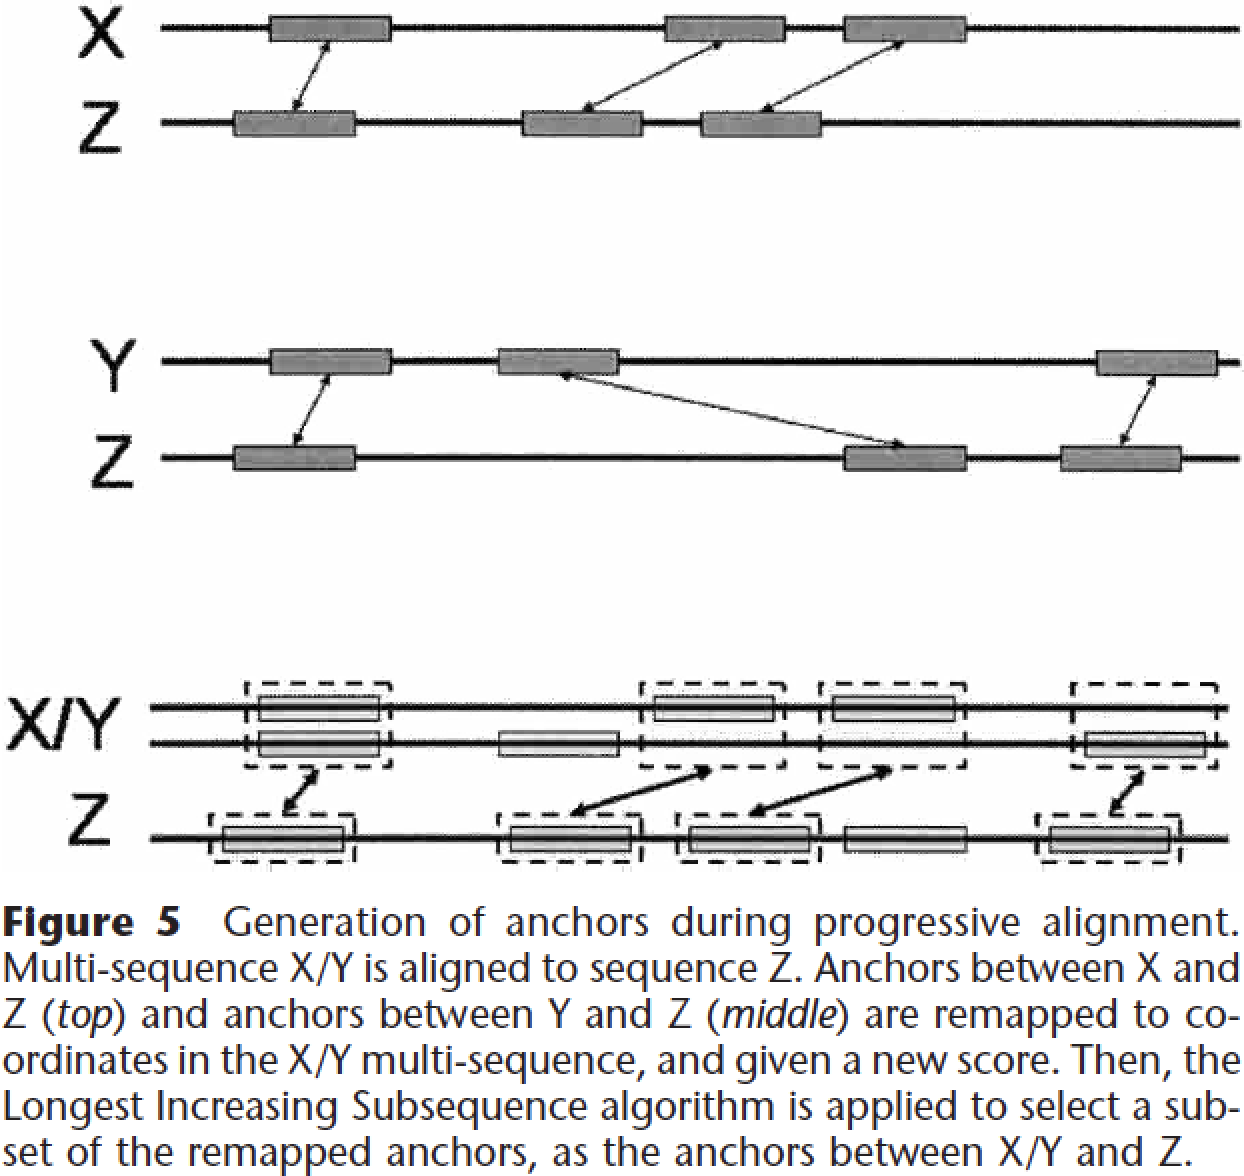 X
Z
Y
Z
X/Y
Z
Figure 5 Generation of anchors during progressive alignment.
Multi-sequence X/Y is aligned to sequence Z. Anchors between X and
Z (top) and anchors between Y and Z (middle) are remapped to co-
ordinates in the X/Y multi-sequence, and given a new score. Then, the
Longest Increasing Subsequence algorithm is applied to select a sub-
set of the remapped anchors, as the anchors between X/Y and Z.